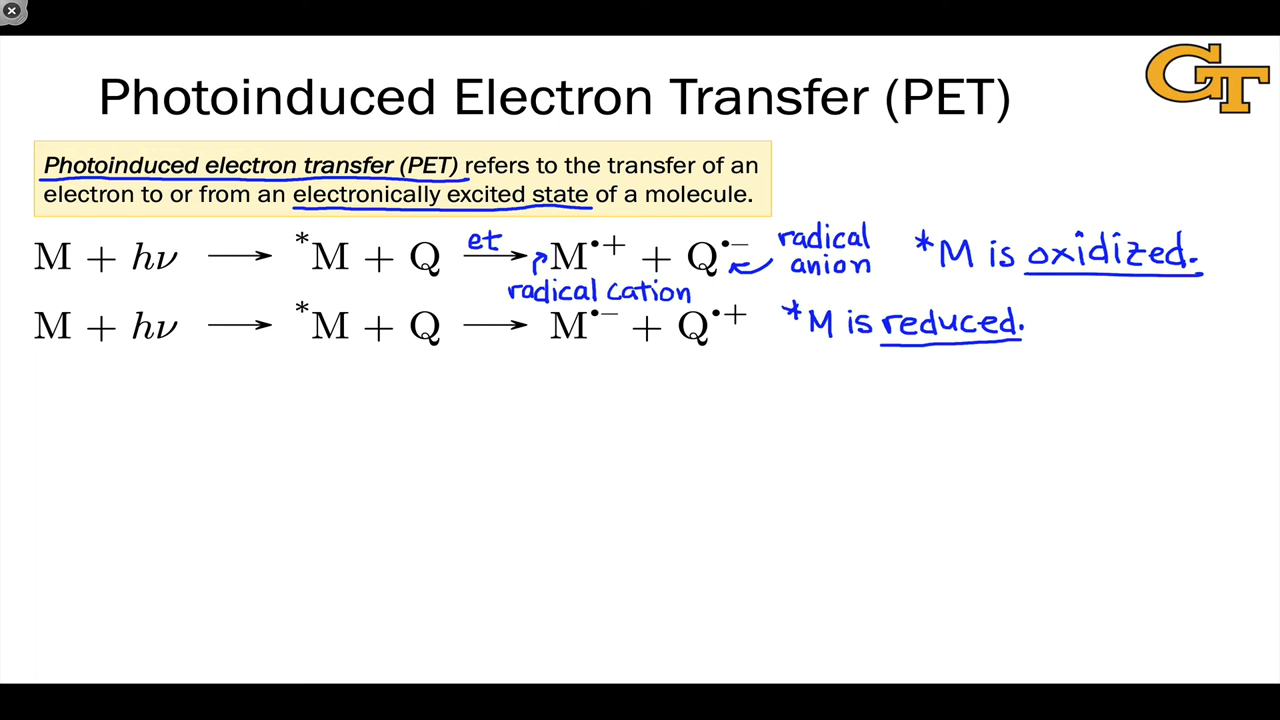 Photoinduced Electron Transfer (PET)
GT
Photoinduced electron transfer (PET) refers to the transfer of an
electron to or from an electronically excited state of a molecule.
M + hν ⟶ *M + Q ⟶ M•+ + Q•−
et
radical cation
radical
anion
*M is oxidized.
M + hν ⟶ *M + Q ⟶ M•− + Q•+
*M is reduced.